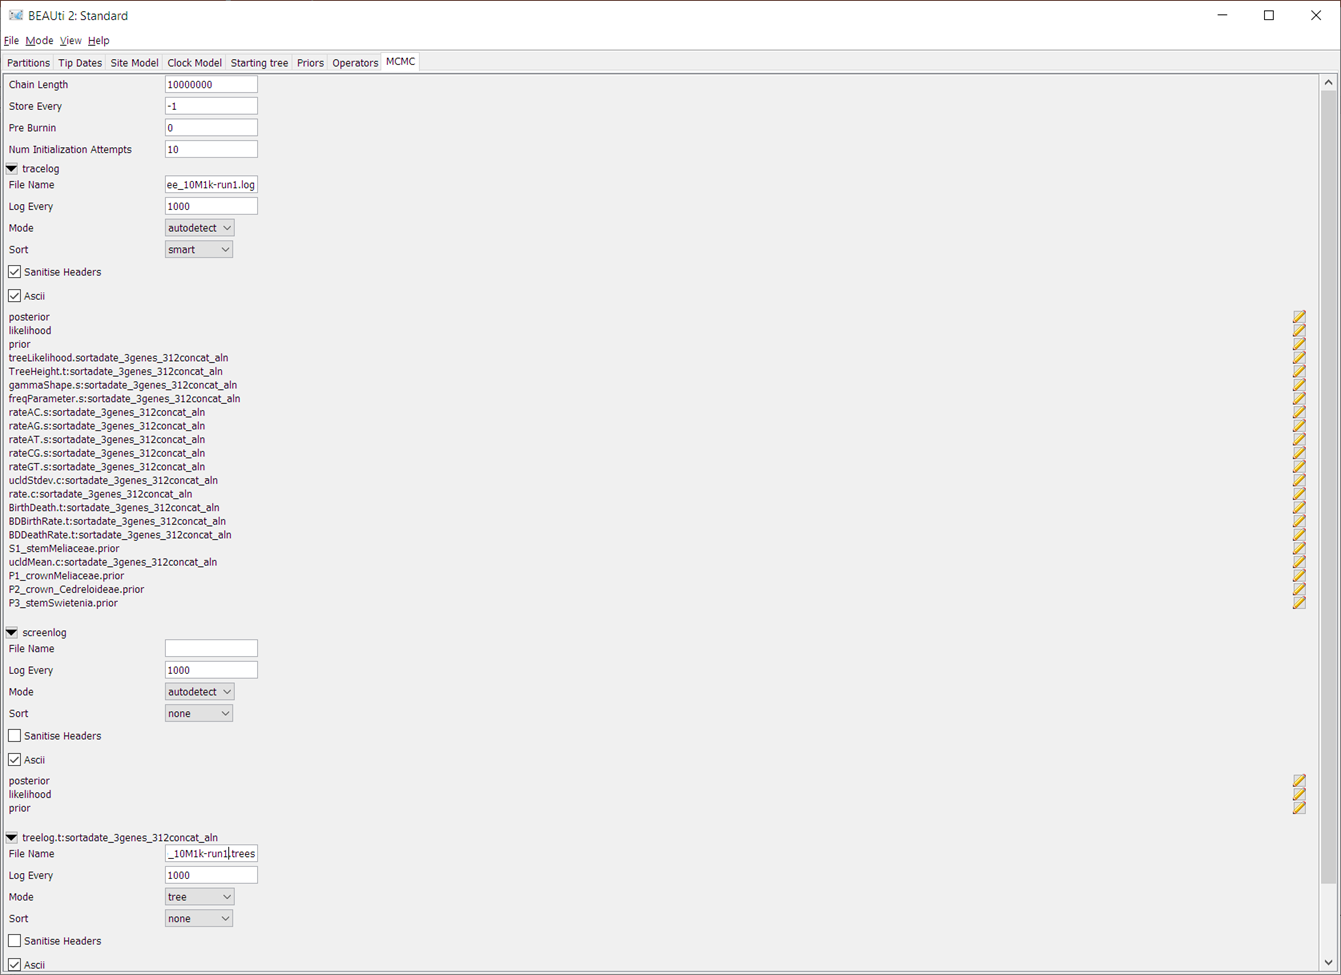 BEAUti 2: Standard
File Mode View Help
Partitions Tip Dates Site Model Clock Model Starting tree Priors Operators MCMC
Chain Length 10000000
Store Every -1
Pre Burnin 0
Num Initialization Attempts 10
tracelog
File Name ee_10M1k-run1.log
Log Every 1000
Mode autodetect
Sort smart
Sanitise Headers
Ascii
posterior
likelihood
prior
treeLikelihood.sortadate_3genes_312concat_aln
TreeHeight.t:sortadate_3genes_312concat_aln
gammaShape.s:sortadate_3genes_312concat_aln
freqParameter.s:sortadate_3genes_312concat_aln
rateAC.s:sortadate_3genes_312concat_aln
rateAG.s:sortadate_3genes_312concat_aln
rateAT.s:sortadate_3genes_312concat_aln
rateCG.s:sortadate_3genes_312concat_aln
rateGT.s:sortadate_3genes_312concat_aln
ucldStdev.c:sortadate_3genes_312concat_aln
rate.c:sortadate_3genes_312concat_aln
BirthDeath.t:sortadate_3genes_312concat_aln
BDBirthRate.t:sortadate_3genes_312concat_aln
BDDeathRate.t:sortadate_3genes_312concat_aln
S1_stemMeliaceae.prior
ucldMean.c:sortadate_3genes_312concat_aln
P1_crownMeliaceae.prior
P2_crown_Cedreloideae.prior
P3_stemSwietenia.prior
screenlog
File Name
Log Every 1000
Mode autodetect
Sort none
Sanitise Headers
Ascii
posterior
likelihood
prior
treelog.t:sortadate_3genes_312concat_aln
File Name _10M1k-run1.trees
Log Every 1000
Mode tree
Sort none
Sanitise Headers
Ascii